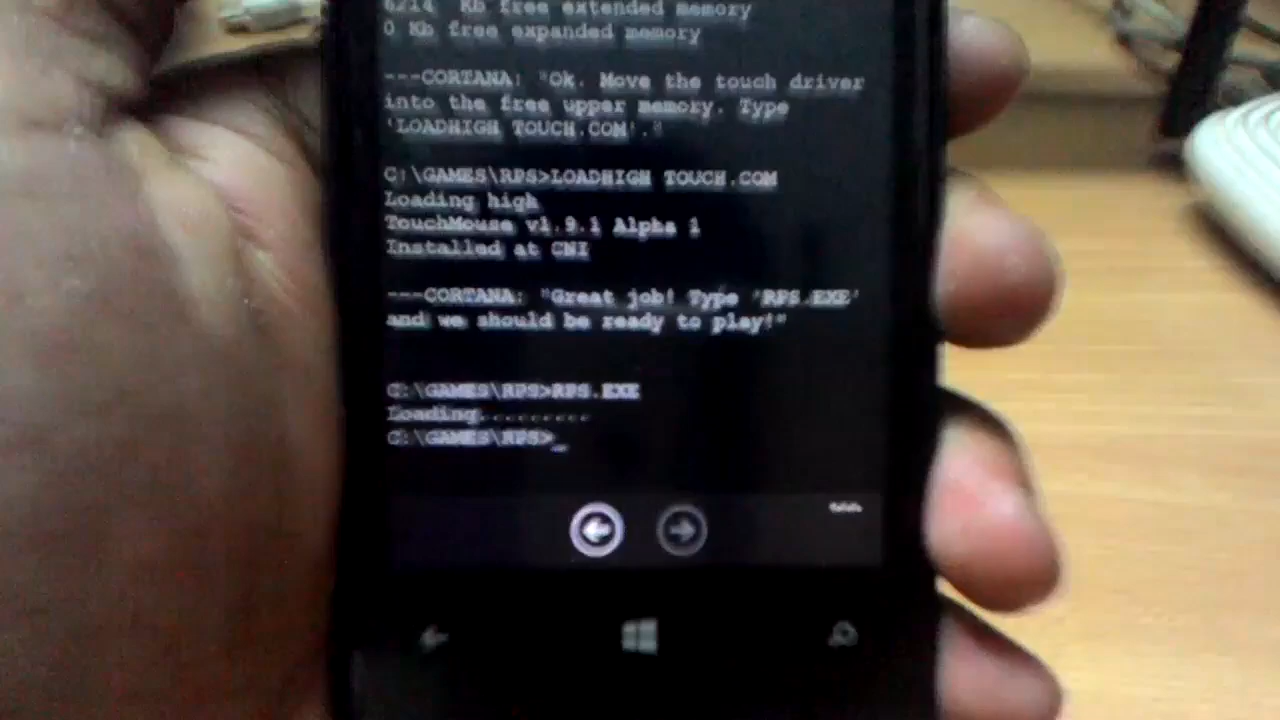 6214 Kb free extended memory
0 Kb free expanded memory
---CORTANA: "Ok. Move the touch driver
into the free upper memory. Type
'LOADHIGH TOUCH.COM'."
C:\GAMES\RPS>LOADHIGH TOUCH.COM
Loading high
TouchMouse v1.9.1 Alpha 1
Installed at CNI
---CORTANA: "Great job! Type 'RPS.EXE'
and we should be ready to play!"
C:\GAMES\RPS>RPS.EXE
Loading.........
C:\GAMES\RPS>_